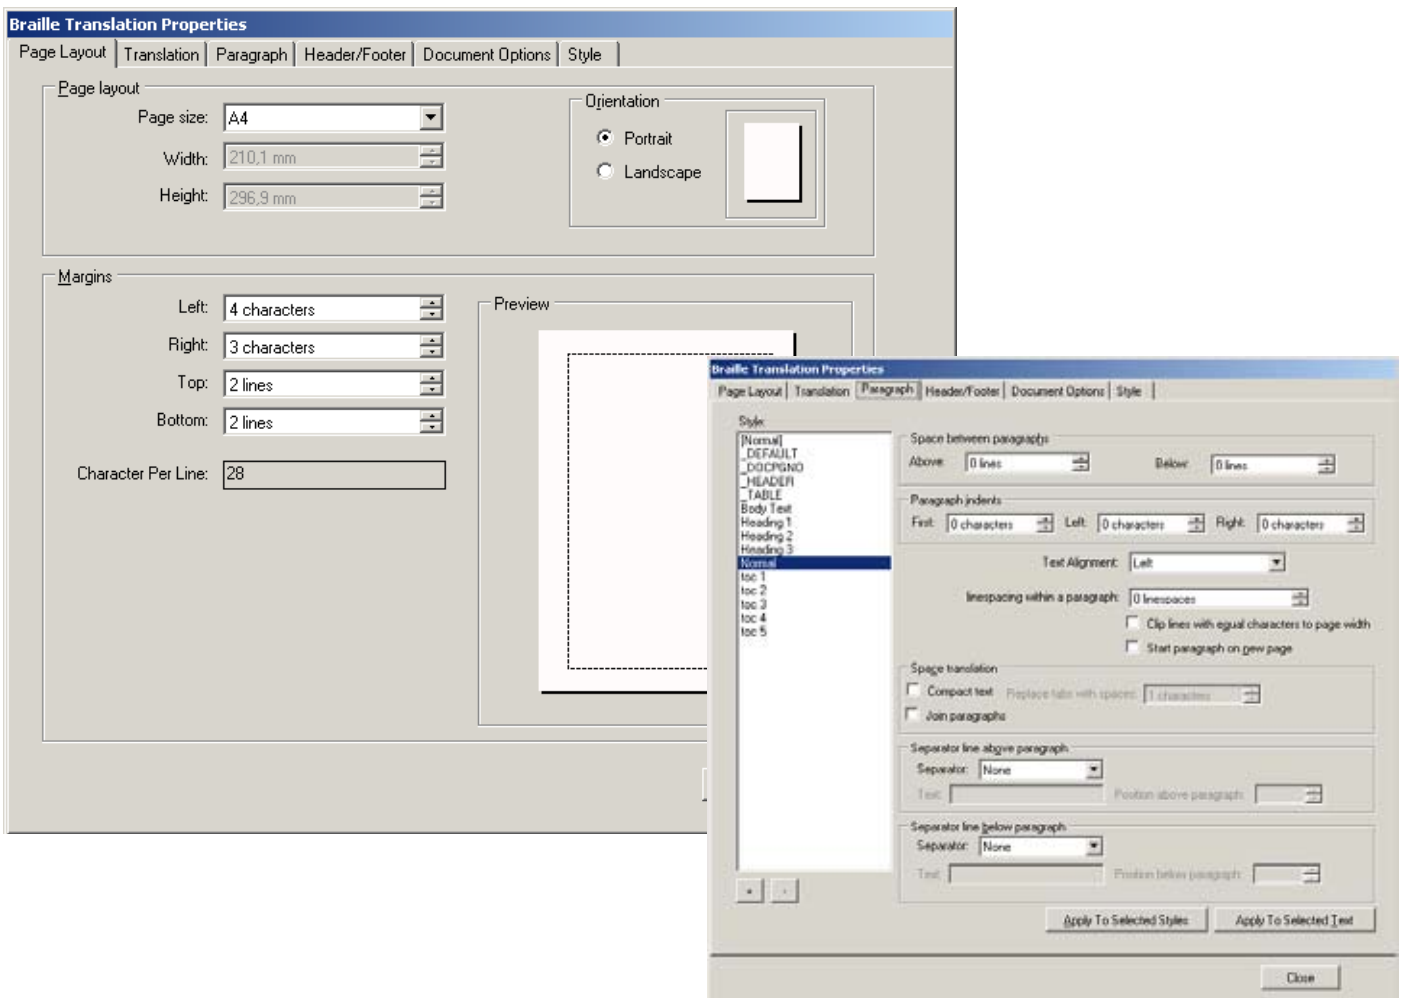 Braille Translation Properties
Page Layout Translation Paragraph Header/Footer Document Options Style
Page layout
Page size: A4
Width: 210,1 mm
Height: 296,9 mm
Orientation
Portrait
Landscape
Margins
Left: 4 characters
Right: 3 characters
Top: 2 lines
Bottom: 2 lines
Character Per Line: 28
Preview
Braille Translation Properties
Page Layout Translation Paragraph Header/Footer Document Options Style
Style:
[Normal]
_DEFAULT
_DOCPGNO
_HEADER
_TABLE
Body Text
Heading 1
Heading 2
Heading 3
Normal
toc 1
toc 2
toc 3
toc 4
toc 5
Space between paragraphs
Above: 0 lines Below: 0 lines
Paragraph indents
First: 0 characters Left: 0 characters Right: 0 characters
Text Alignment: Left
linespacing within a paragraph: 0 linespaces
Clip lines with egual characters to page width
Start paragraph on new page
Space translation
Compact text Replace tabs with spaces: 1 characters
Join paragraphs
Separator line above paragraph
Separator: None
Text: Position above paragraph:
Separator line below paragraph
Separator: None
Text: Position below paragraph:
Apply To Selected Styles Apply To Selected Text
Close